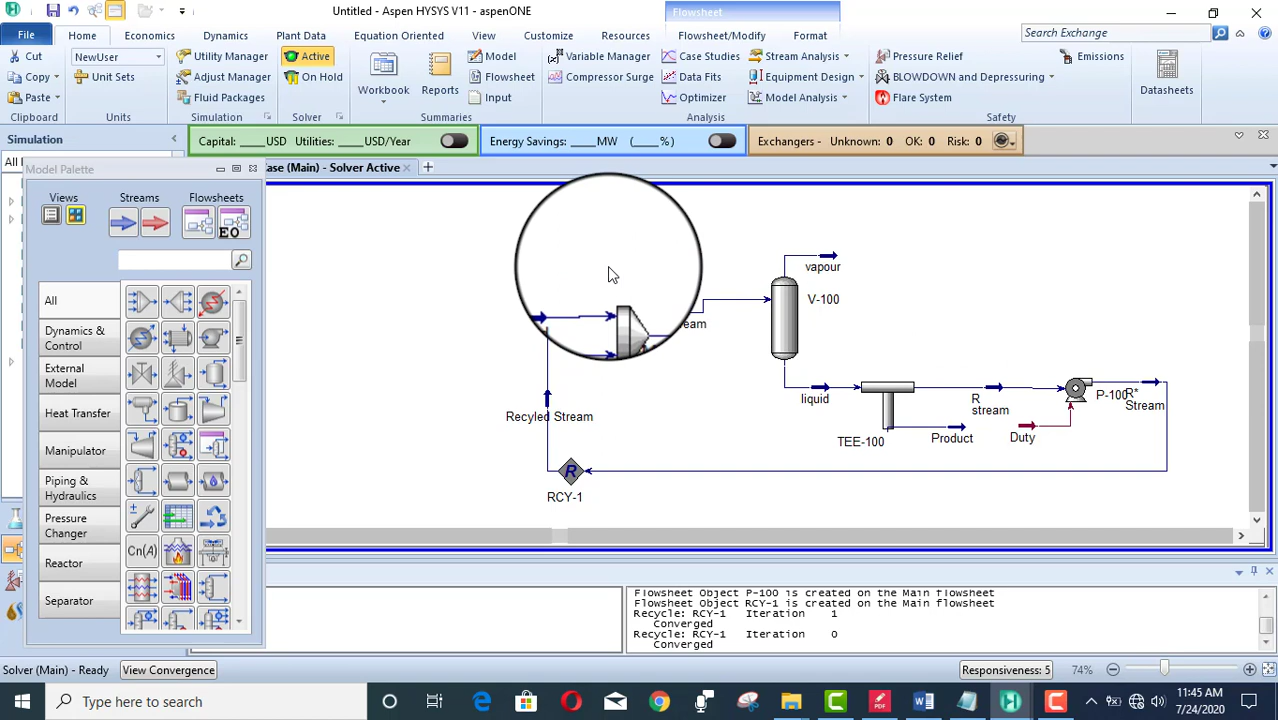 Untitled - Aspen HYSYS V11 - aspenONE
Flowsheet
File
Home
Economics
Dynamics
Plant Data
Equation Oriented
View
Customize
Resources
Flowsheet/Modify
Format
Search Exchange
Cut
Copy
Paste
Clipboard
NewUser
Unit Sets
Units
Utility Manager
Adjust Manager
Fluid Packages
Simulation
Active
On Hold
Solver
Workbook
Reports
Model
Flowsheet
Input
Summaries
Variable Manager
Compressor Surge
Case Studies
Data Fits
Optimizer
Stream Analysis
Equipment Design
Model Analysis
Analysis
Pressure Relief
BLOWDOWN and Depressuring
Flare System
Emissions
Safety
Datasheets
Simulation
Capital: ____USD Utilities: ____USD/Year
Energy Savings: ____MW (____%)
Exchangers - Unknown: 0 OK: 0 Risk: 0
Model Palette
ase (Main) - Solver Active
Views
Streams
Flowsheets
EO
All
Dynamics & Control
External Model
Heat Transfer
Manipulator
Piping & Hydraulics
Pressure Changer
Reactor
Separator
Cn(A)
vapour
V-100
eam
liquid
TEE-100
Product
R stream
Duty
P-100
R* Stream
Recyled Stream
R
RCY-1
Flowsheet Object P-100 is created on the Main flowsheet
Flowsheet Object RCY-1 is created on the Main flowsheet
Recycle: RCY-1 Iteration 1
Converged
Recycle: RCY-1 Iteration 0
Converged
Solver (Main) - Ready
View Convergence
Responsiveness: 5
74%
Type here to search
11:45 AM
7/24/2020